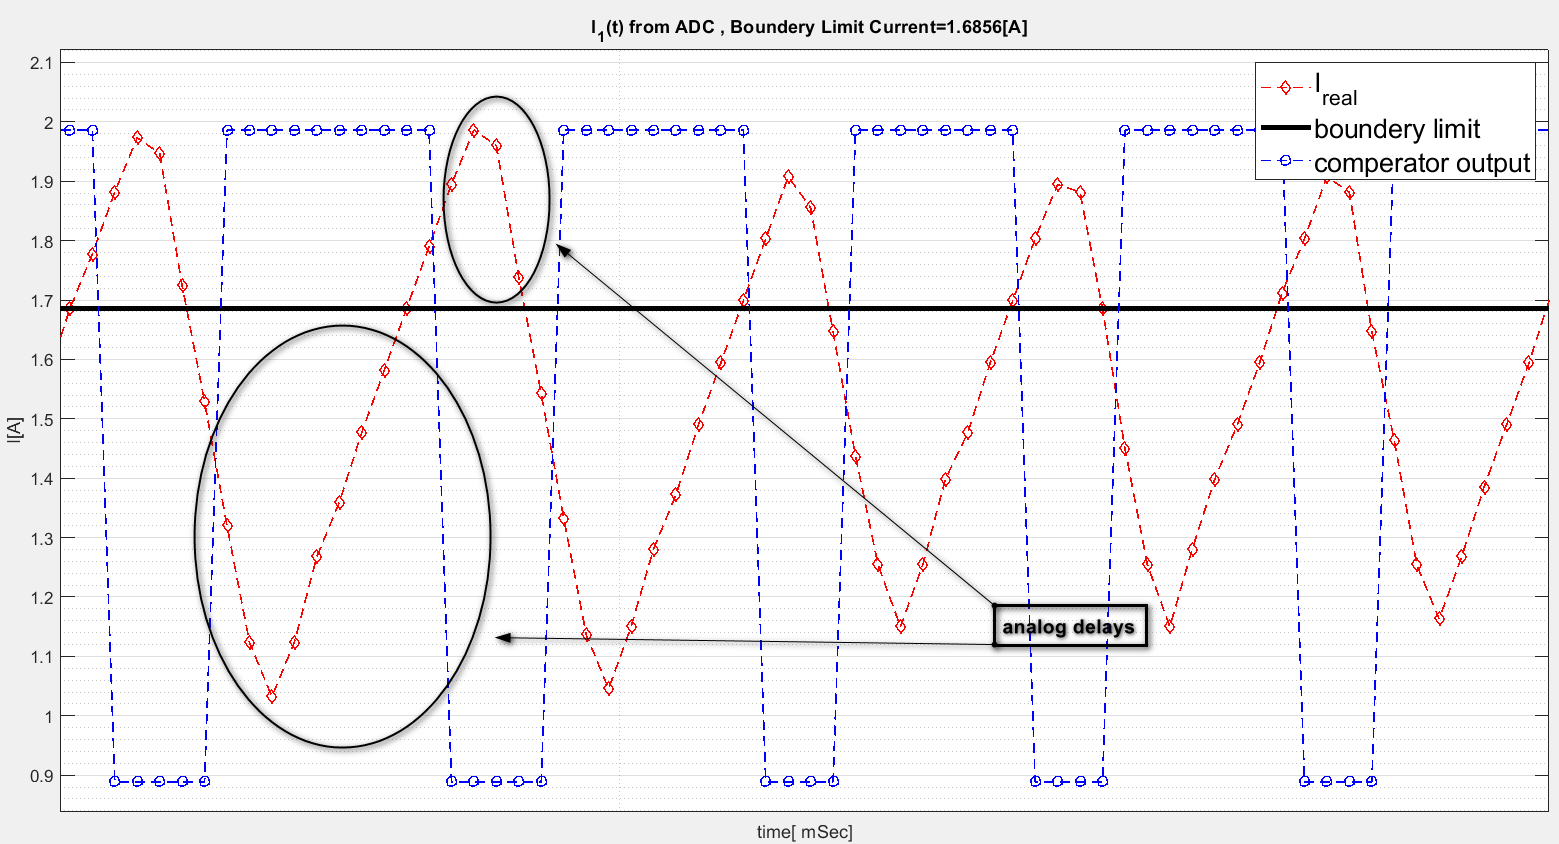 I1(t) from ADC , Boundery Limit Current=1.6856[A]
2.1
2
1.9
1.8
1.7
1.6
1.5
1.4
1.3
1.2
1.1
1
0.9
I[A]
Ireal
boundery limit
comperator output
analog delays
time[ mSec]